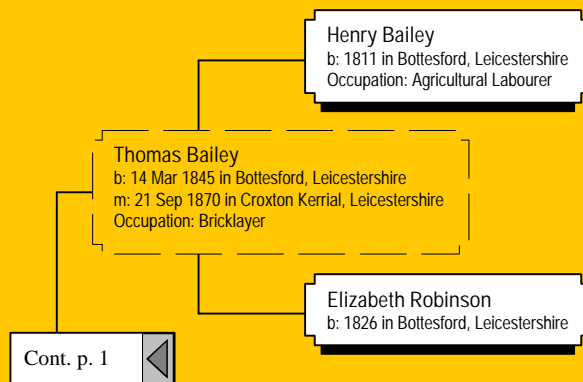 Henry Bailey
b: 1811 in Bottesford, Leicestershire
Occupation: Agricultural Labourer
Thomas Bailey
b: 14 Mar 1845 in Bottesford, Leicestershire
m: 21 Sep 1870 in Croxton Kerrial, Leicestershire
Occupation: Bricklayer
Elizabeth Robinson
b: 1826 in Bottesford, Leicestershire
Cont. p. 1